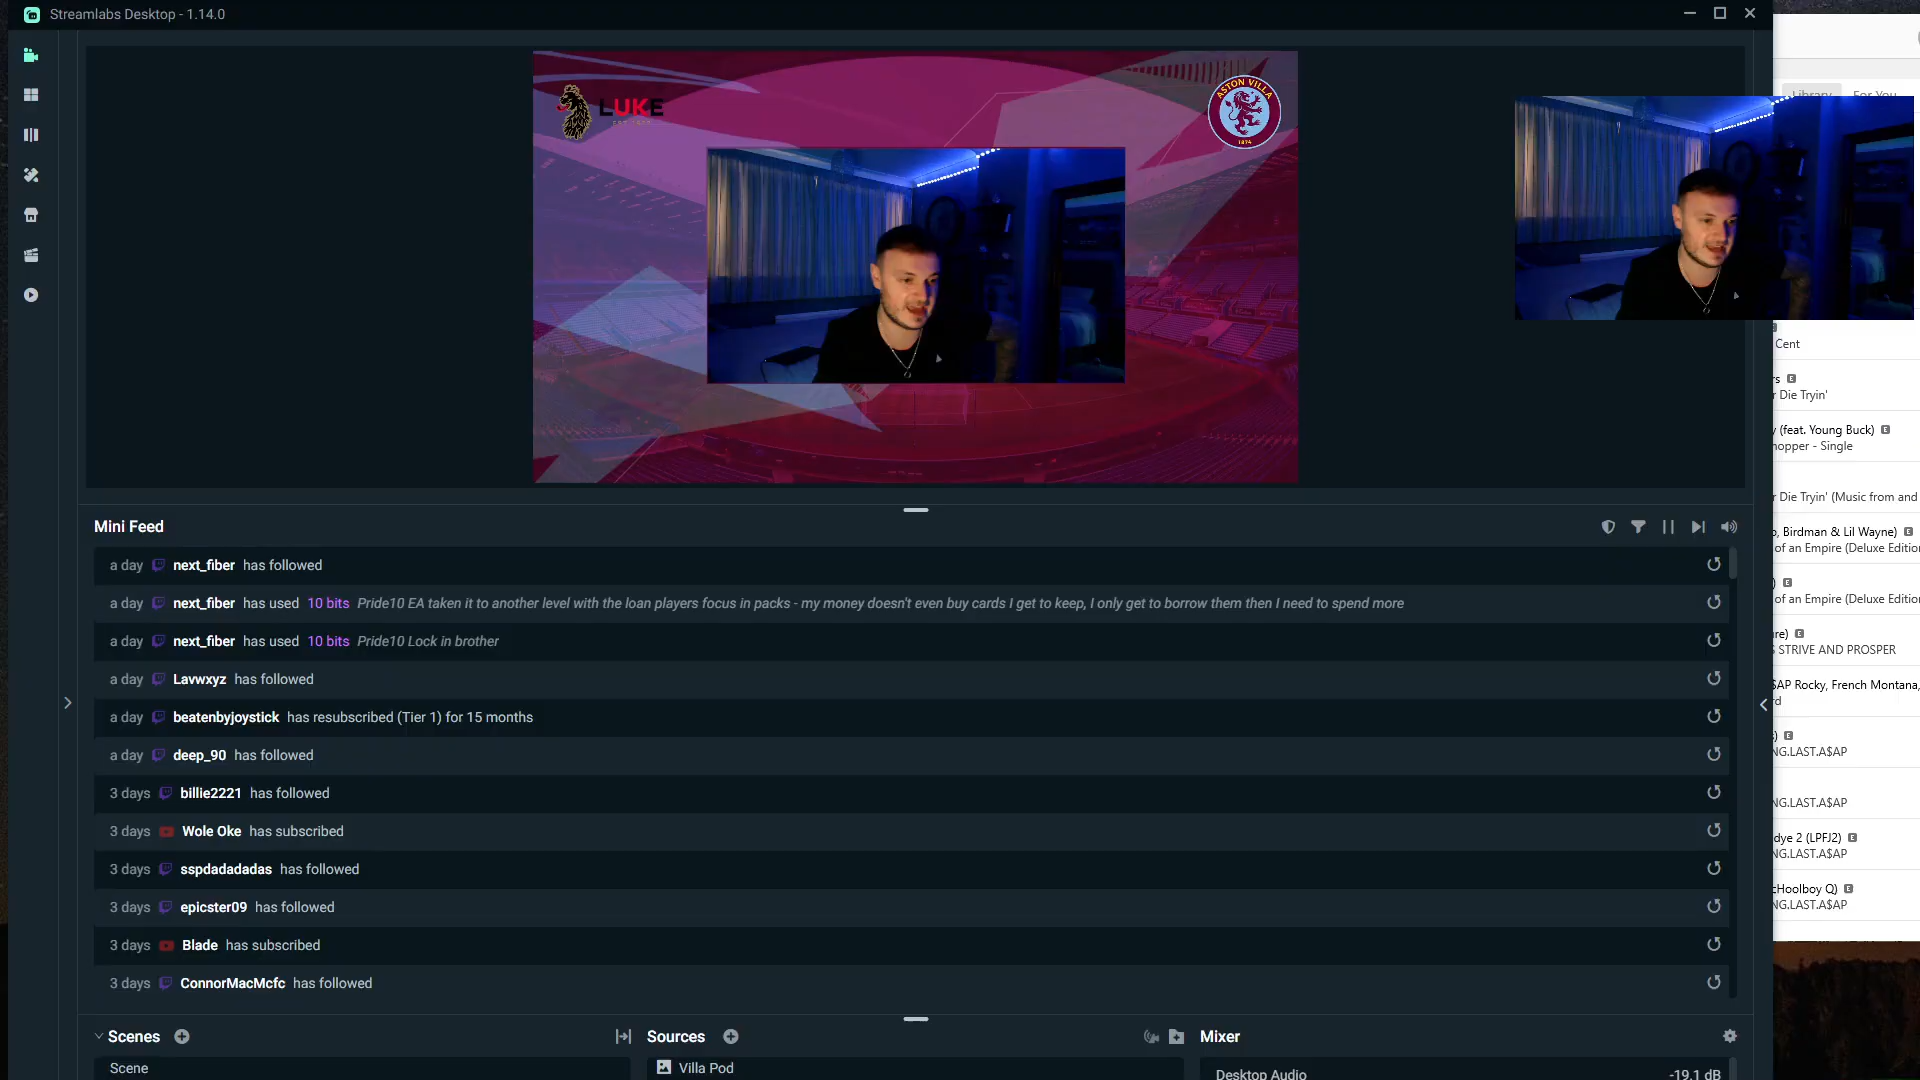 Streamlabs Desktop - 1.14.0
LUKE
ASTON VILLA
1874
Library
For You
Cent
Die Tryin'
(feat. Young Buck)
hopper - Single
Die Tryin' (Music from and
Birdman & Lil Wayne)
of an Empire (Deluxe Edition
of an Empire (Deluxe Edition
STRIVE AND PROSPER
$AP Rocky, French Montana,
NG.LAST.A$AP
NG.LAST.A$AP
dye 2 (LPFJ2)
NG.LAST.A$AP
cHoolboy Q)
NG.LAST.A$AP
Mini Feed
a day next_fiber has followed
a day next_fiber has used 10 bits Pride10 EA taken it to another level with the loan players focus in packs - my money doesn't even buy cards I get to keep, I only get to borrow them then I need to spend more
a day next_fiber has used 10 bits Pride10 Lock in brother
a day Lavwxyz has followed
a day beatenbyjoystick has resubscribed (Tier 1) for 15 months
a day deep_90 has followed
3 days billie2221 has followed
3 days Wole Oke has subscribed
3 days sspdadadadas has followed
3 days epicster09 has followed
3 days Blade has subscribed
3 days ConnorMacMcfc has followed
Scenes
Sources
Mixer
Scene
Villa Pod
Desktop Audio
-19.1 dB